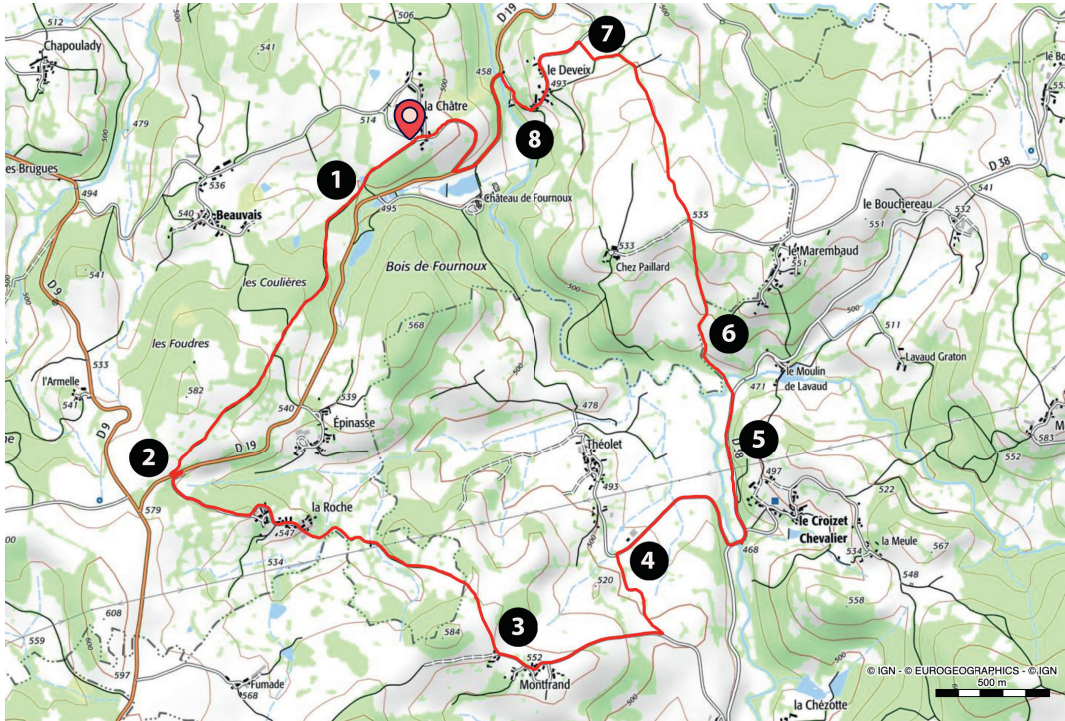 512
Chapoulady
541
506
D 19
500
7
458
le Deveix
493
479
la Châtre
514
8
1
es Brugues
494
536
540
Beauvais
495
Château de Fournoux
D 38
541
le Bouchereau
551
532
535
533
Chez Paillard
le Marembaud
551
541
D 9
les Coulières
Bois de Fournoux
500
568
les Foudres
6
511
Lavaud Graton
533
582
l'Armelle
541
D 9
540
539
Épinasse
471
le Moulin
de Lavaud
478
Théolet
583
552
2
D 19
5
D 38
497
579
la Roche
547
493
522
le Croizet
Chevalier
la Meule
567
534
468
548
534
4
520
558
608
584
3
559
600
597
552
Montfrand
Fumade
568
© IGN - © EUROGEOGRAPHICS - © IGN
500 m
la Chézotte